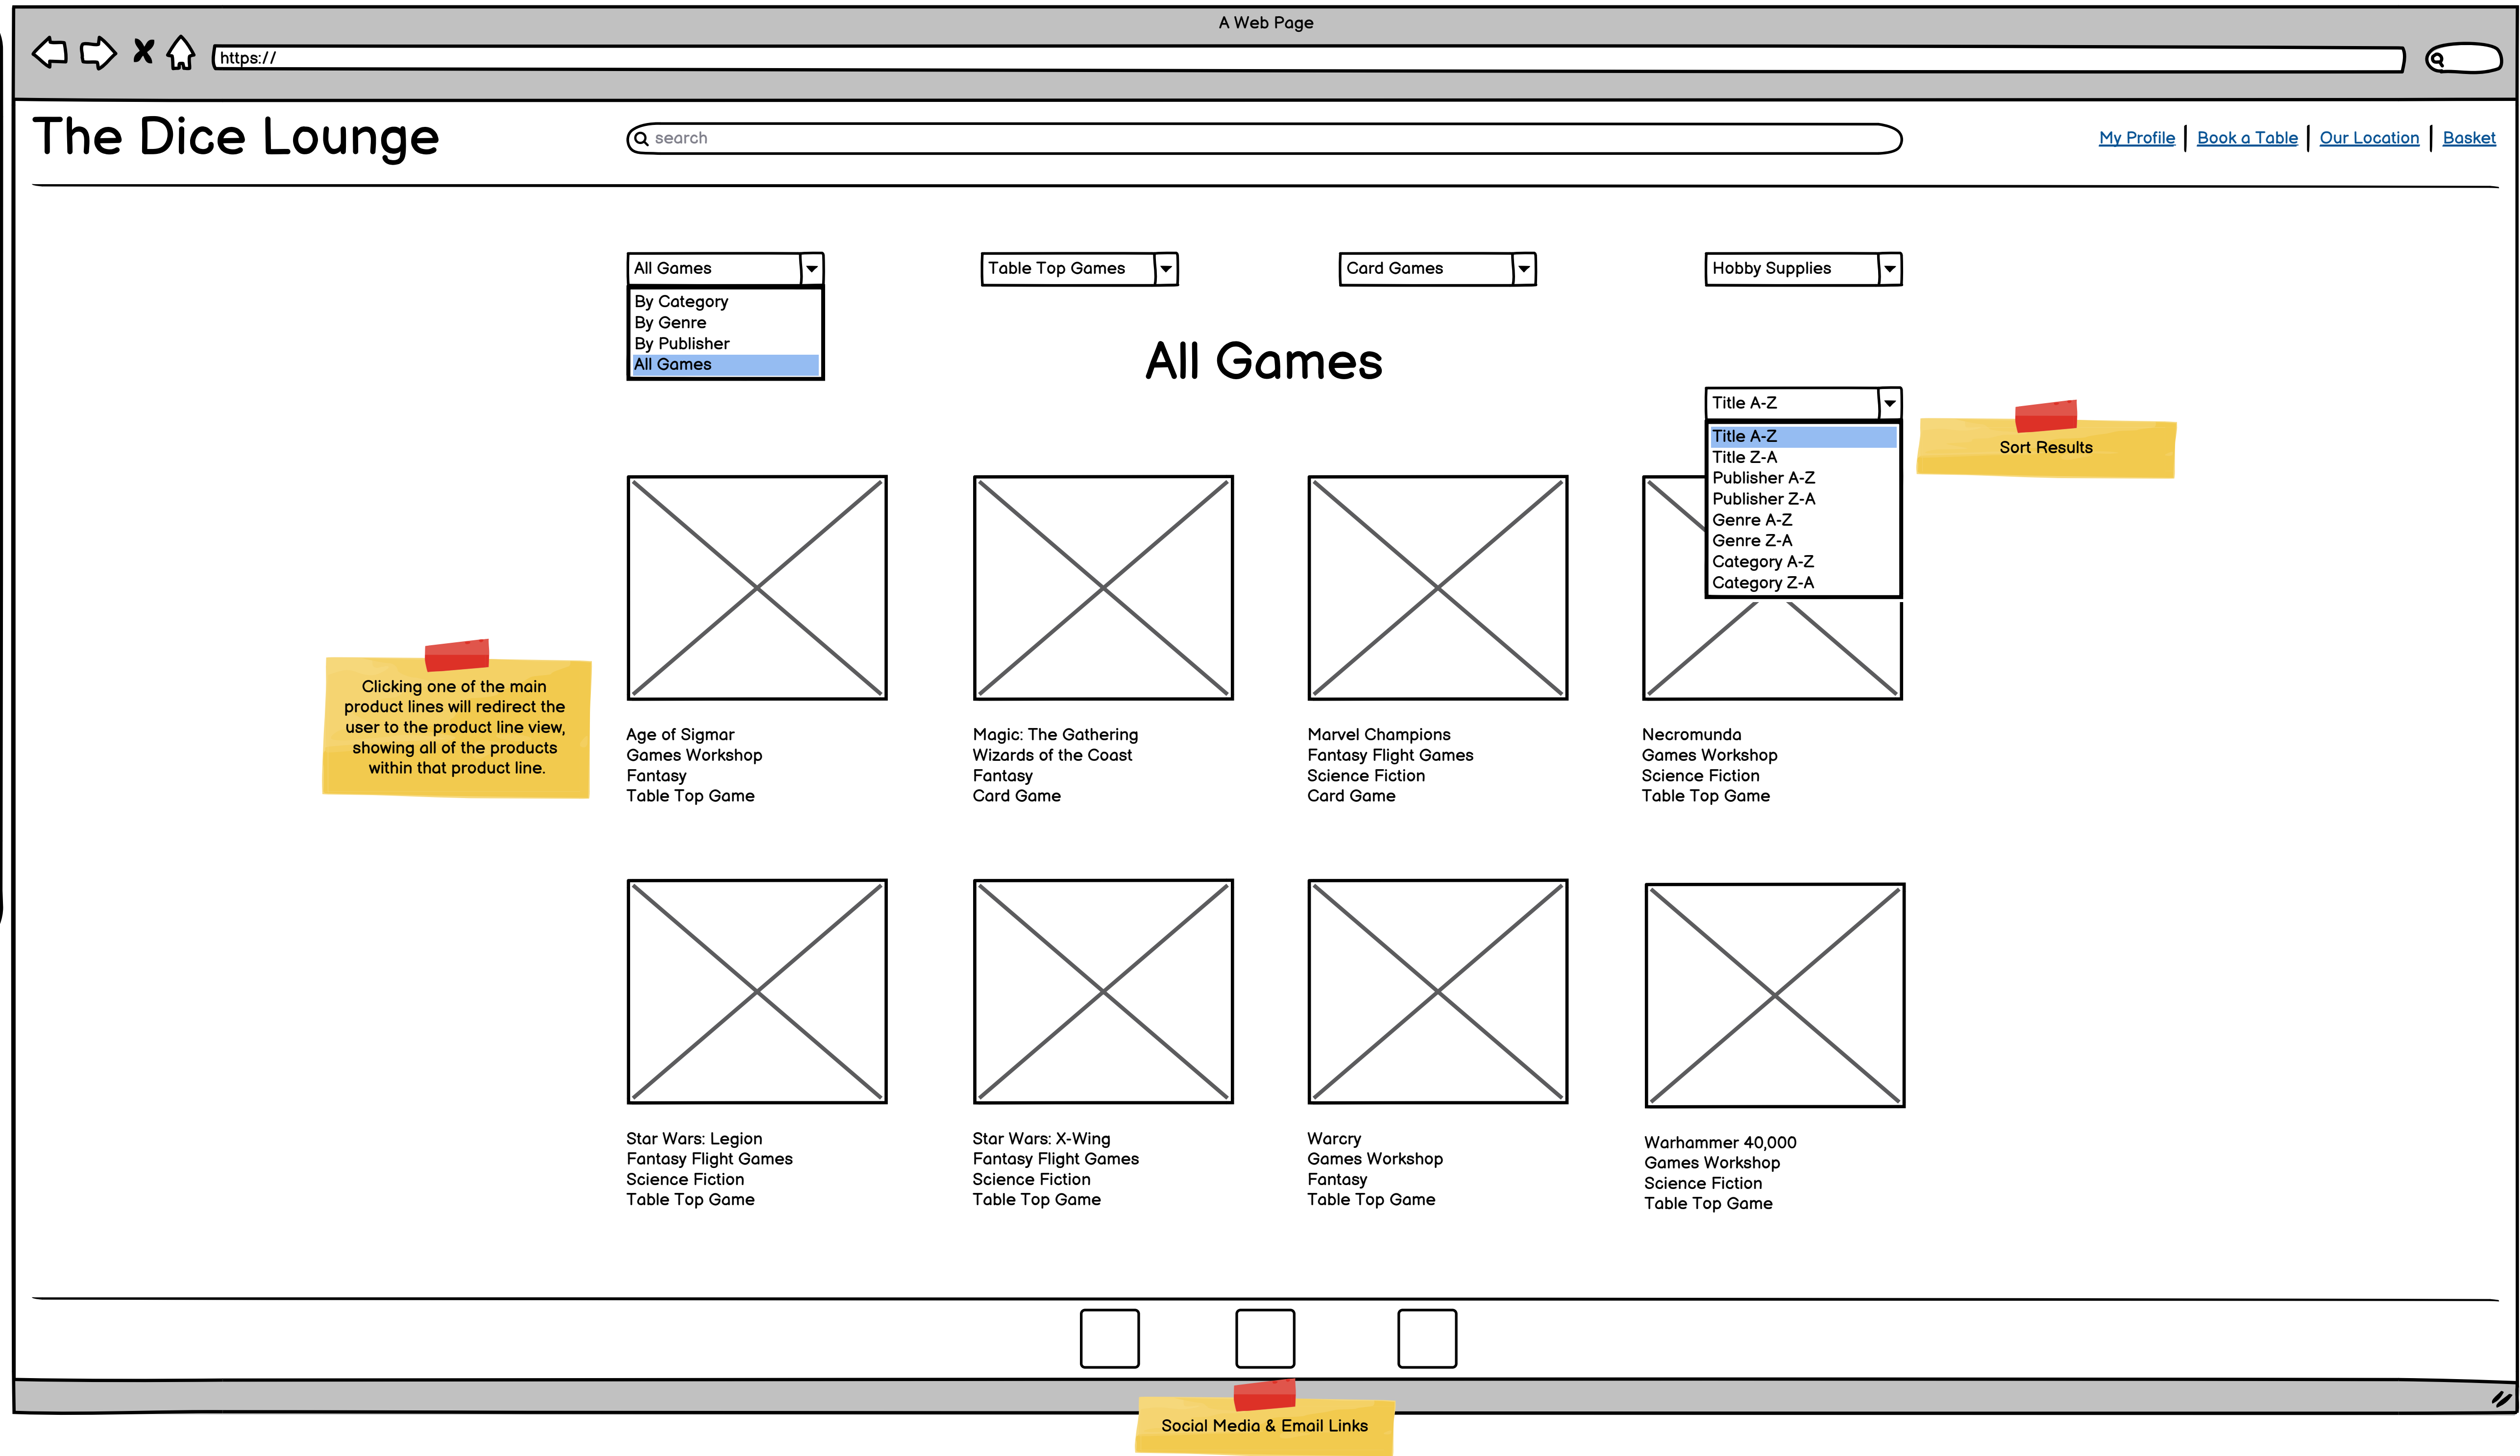 A Web Page
https://
The Dice Lounge
search
My Profile
Book a Table
Our Location
Basket
All Games
Table Top Games
Card Games
Hobby Supplies
By Category
By Genre
By Publisher
All Games
All Games
Title A-Z
Title A-Z
Title Z-A
Publisher A-Z
Publisher Z-A
Genre A-Z
Genre Z-A
Category A-Z
Category Z-A
Sort Results
Clicking one of the main
product lines will redirect the
user to the product line view,
showing all of the products
within that product line.
Age of Sigmar
Games Workshop
Fantasy
Table Top Game
Magic: The Gathering
Wizards of the Coast
Fantasy
Card Game
Marvel Champions
Fantasy Flight Games
Science Fiction
Card Game
Necromunda
Games Workshop
Science Fiction
Table Top Game
Star Wars: Legion
Fantasy Flight Games
Science Fiction
Table Top Game
Star Wars: X-Wing
Fantasy Flight Games
Science Fiction
Table Top Game
Warcry
Games Workshop
Fantasy
Table Top Game
Warhammer 40,000
Games Workshop
Science Fiction
Table Top Game
Social Media & Email Links